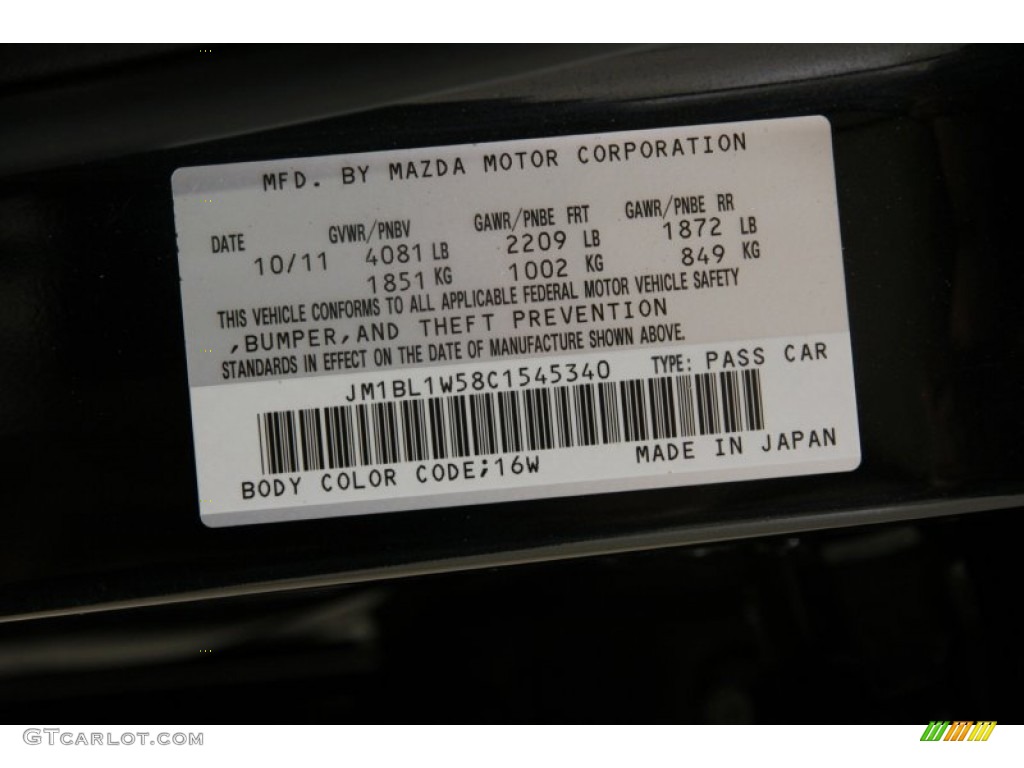 MFD. BY MAZDA MOTOR CORPORATION
DATE GVWR/PNBV GAWR/PNBE FRT GAWR/PNBE RR
10/11 4081 LB 2209 LB 1872 LB
1851 KG 1002 KG 849 KG
THIS VEHICLE CONFORMS TO ALL APPLICABLE FEDERAL MOTOR VEHICLE SAFETY
,BUMPER,AND THEFT PREVENTION
STANDARDS IN EFFECT ON THE DATE OF MANUFACTURE SHOWN ABOVE.
JM1BL1W58C1545340 TYPE: PASS CAR
BODY COLOR CODE;16W MADE IN JAPAN
GTCarLot.com